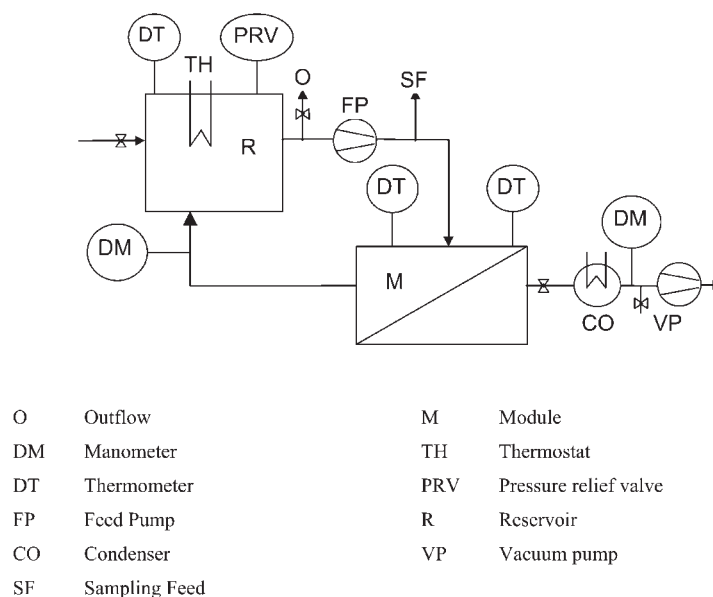 DT
PRV
TH
O
SF
FP
R
DT
DT
DM
DM
M
CO
VP
O Outflow
M Module
DM Manometer
TH Thermostat
DT Thermometer
PRV Pressure relief valve
FP Feed Pump
R Reservoir
CO Condenser
VP Vacuum pump
SF Sampling Feed